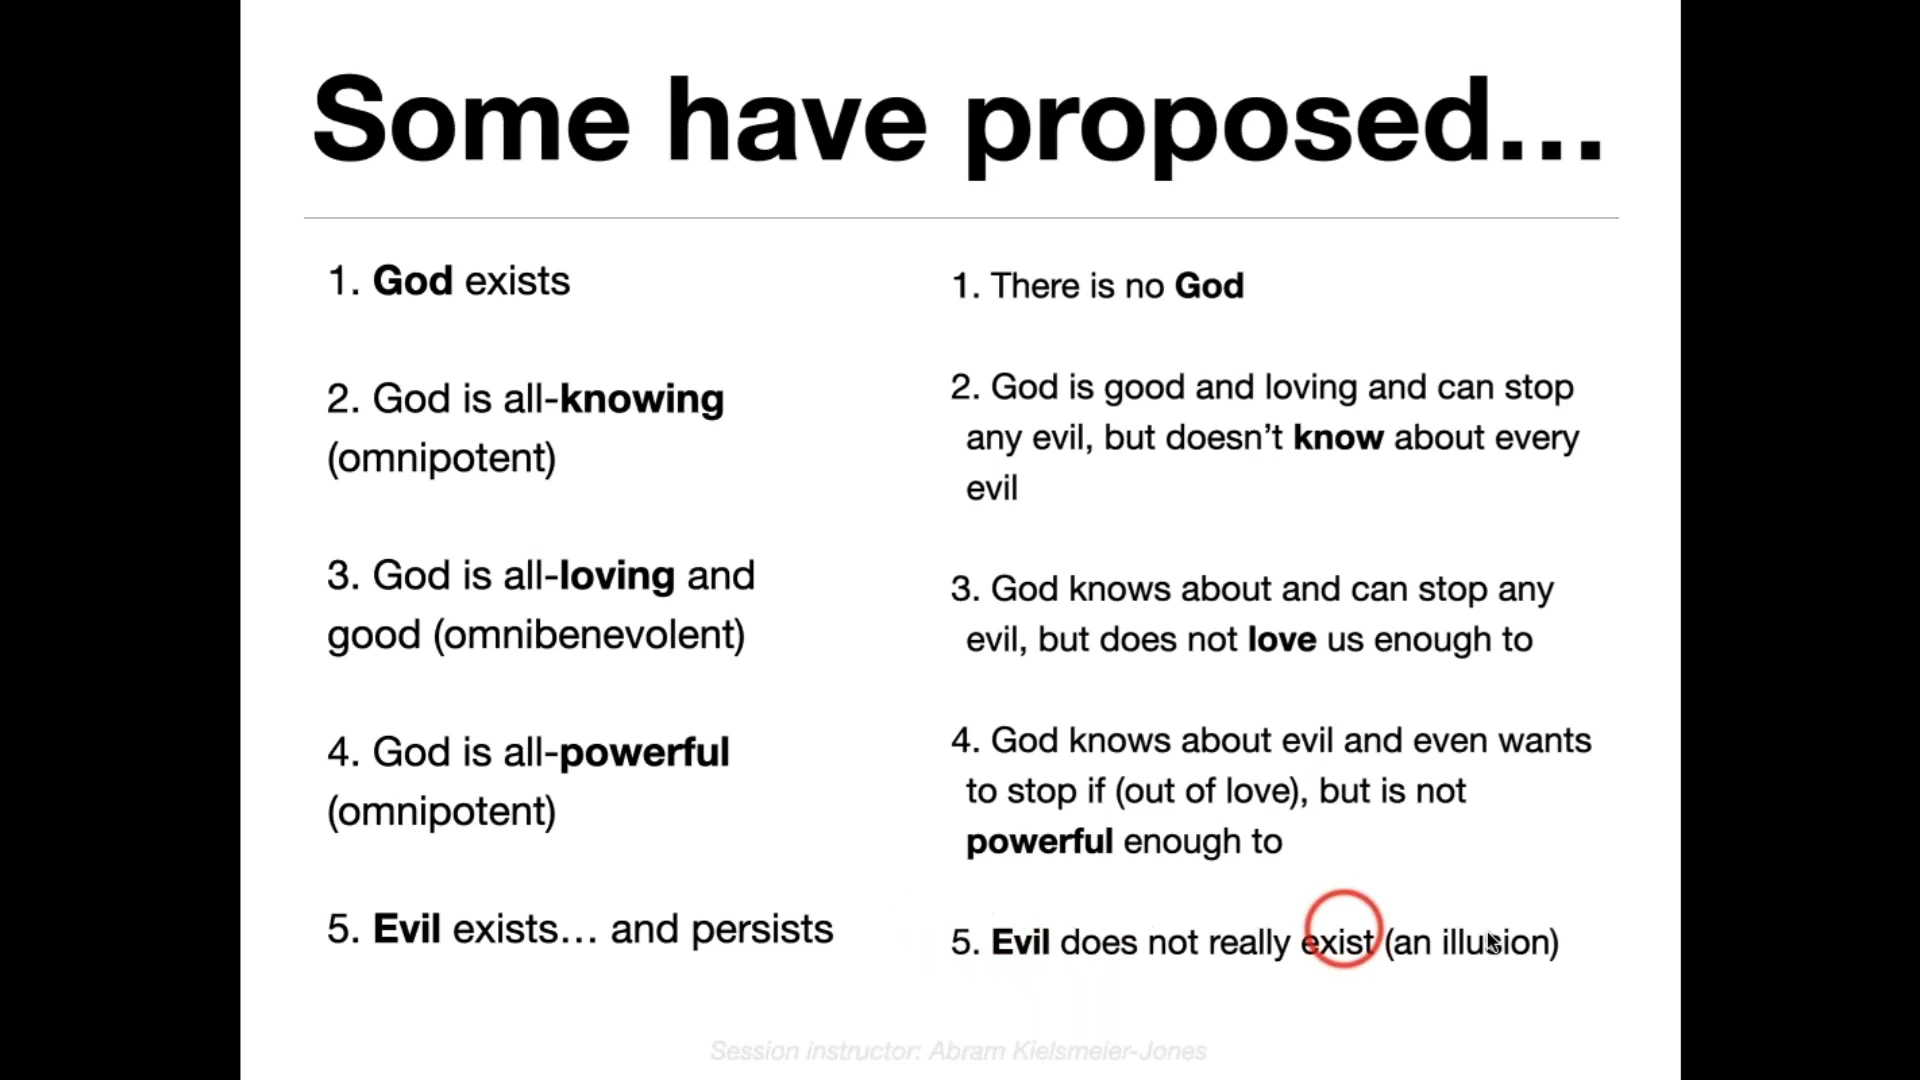 Some have proposed...
1. God exists
2. God is all-knowing
(omnipotent)
3. God is all-loving and
good (omnibenevolent)
4. God is all-powerful
(omnipotent)
5. Evil exists... and persists
1. There is no God
2. God is good and loving and can stop
any evil, but doesn't know about every
evil
3. God knows about and can stop any
evil, but does not love us enough to
4. God knows about evil and even wants
to stop if (out of love), but is not
powerful enough to
5. Evil does not really exist (an illusion)
Session instructor: Abram Kielsmeier-Jones